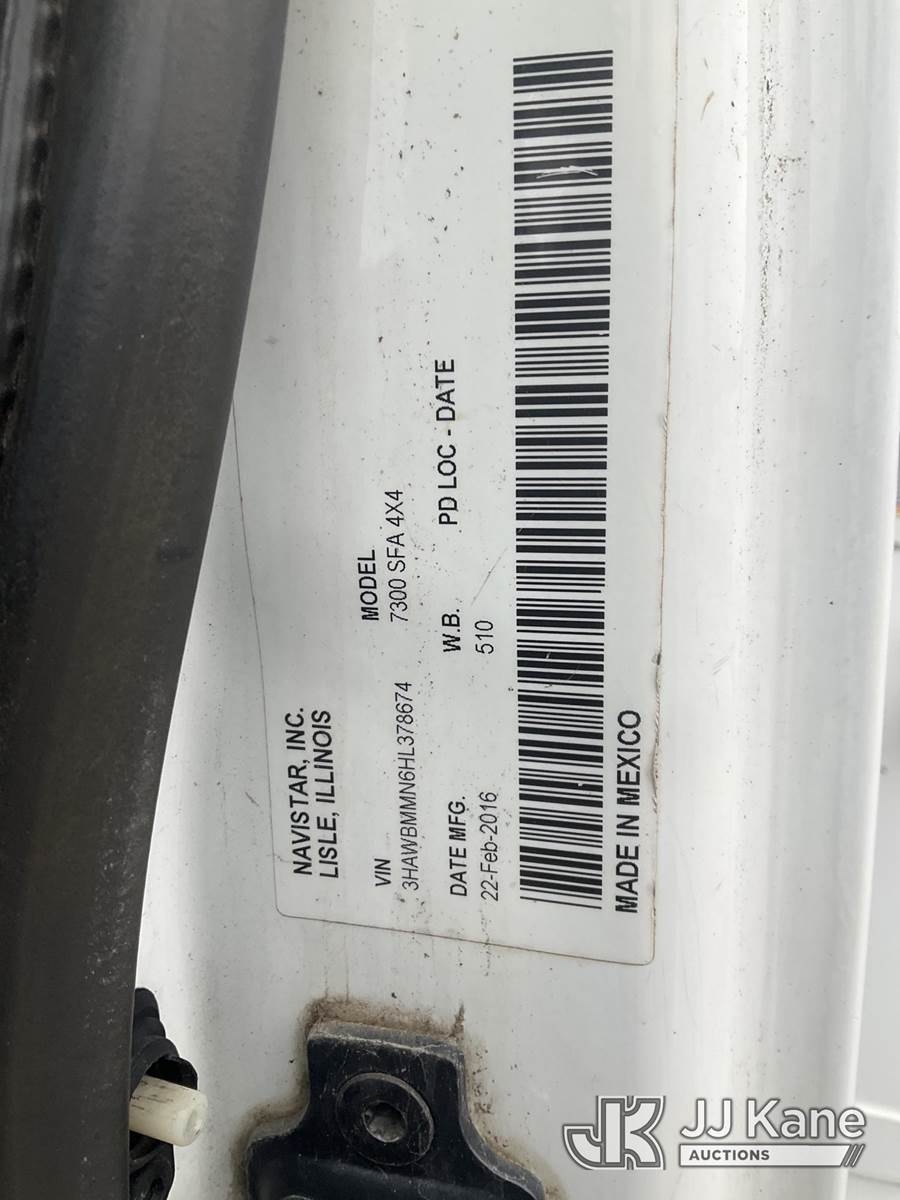 NAVISTAR, INC.
LISLE, ILLINOIS
VIN MODEL
3HAWBMMN6HL378674 7300 SFA 4X4
DATE MFG. W.B. PD LOC - DATE
22-Feb-2016 510
MADE IN MEXICO
JK JJ Kane
AUCTIONS